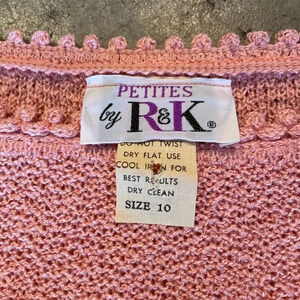 PETITES
by R&K®
DO NOT TWIST
DRY FLAT USE
COOL IRON FOR
BEST RESULTS
DRY CLEAN
SIZE 10